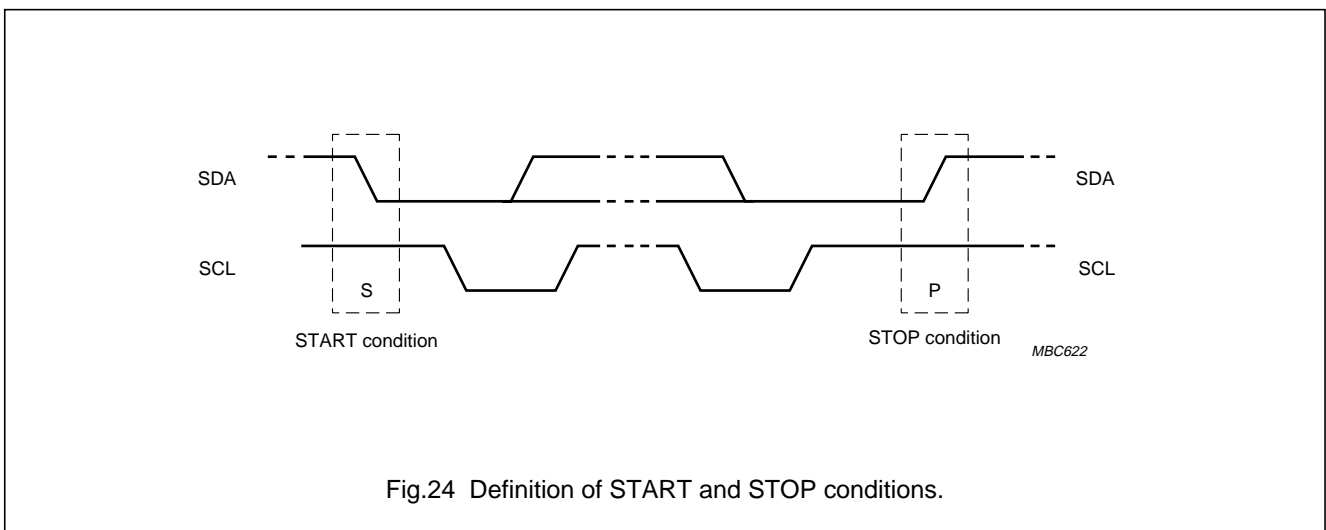 SDA
SDA
SCL
SCL
S
P
START condition
STOP condition
MBC622
Fig.24 Definition of START and STOP conditions.